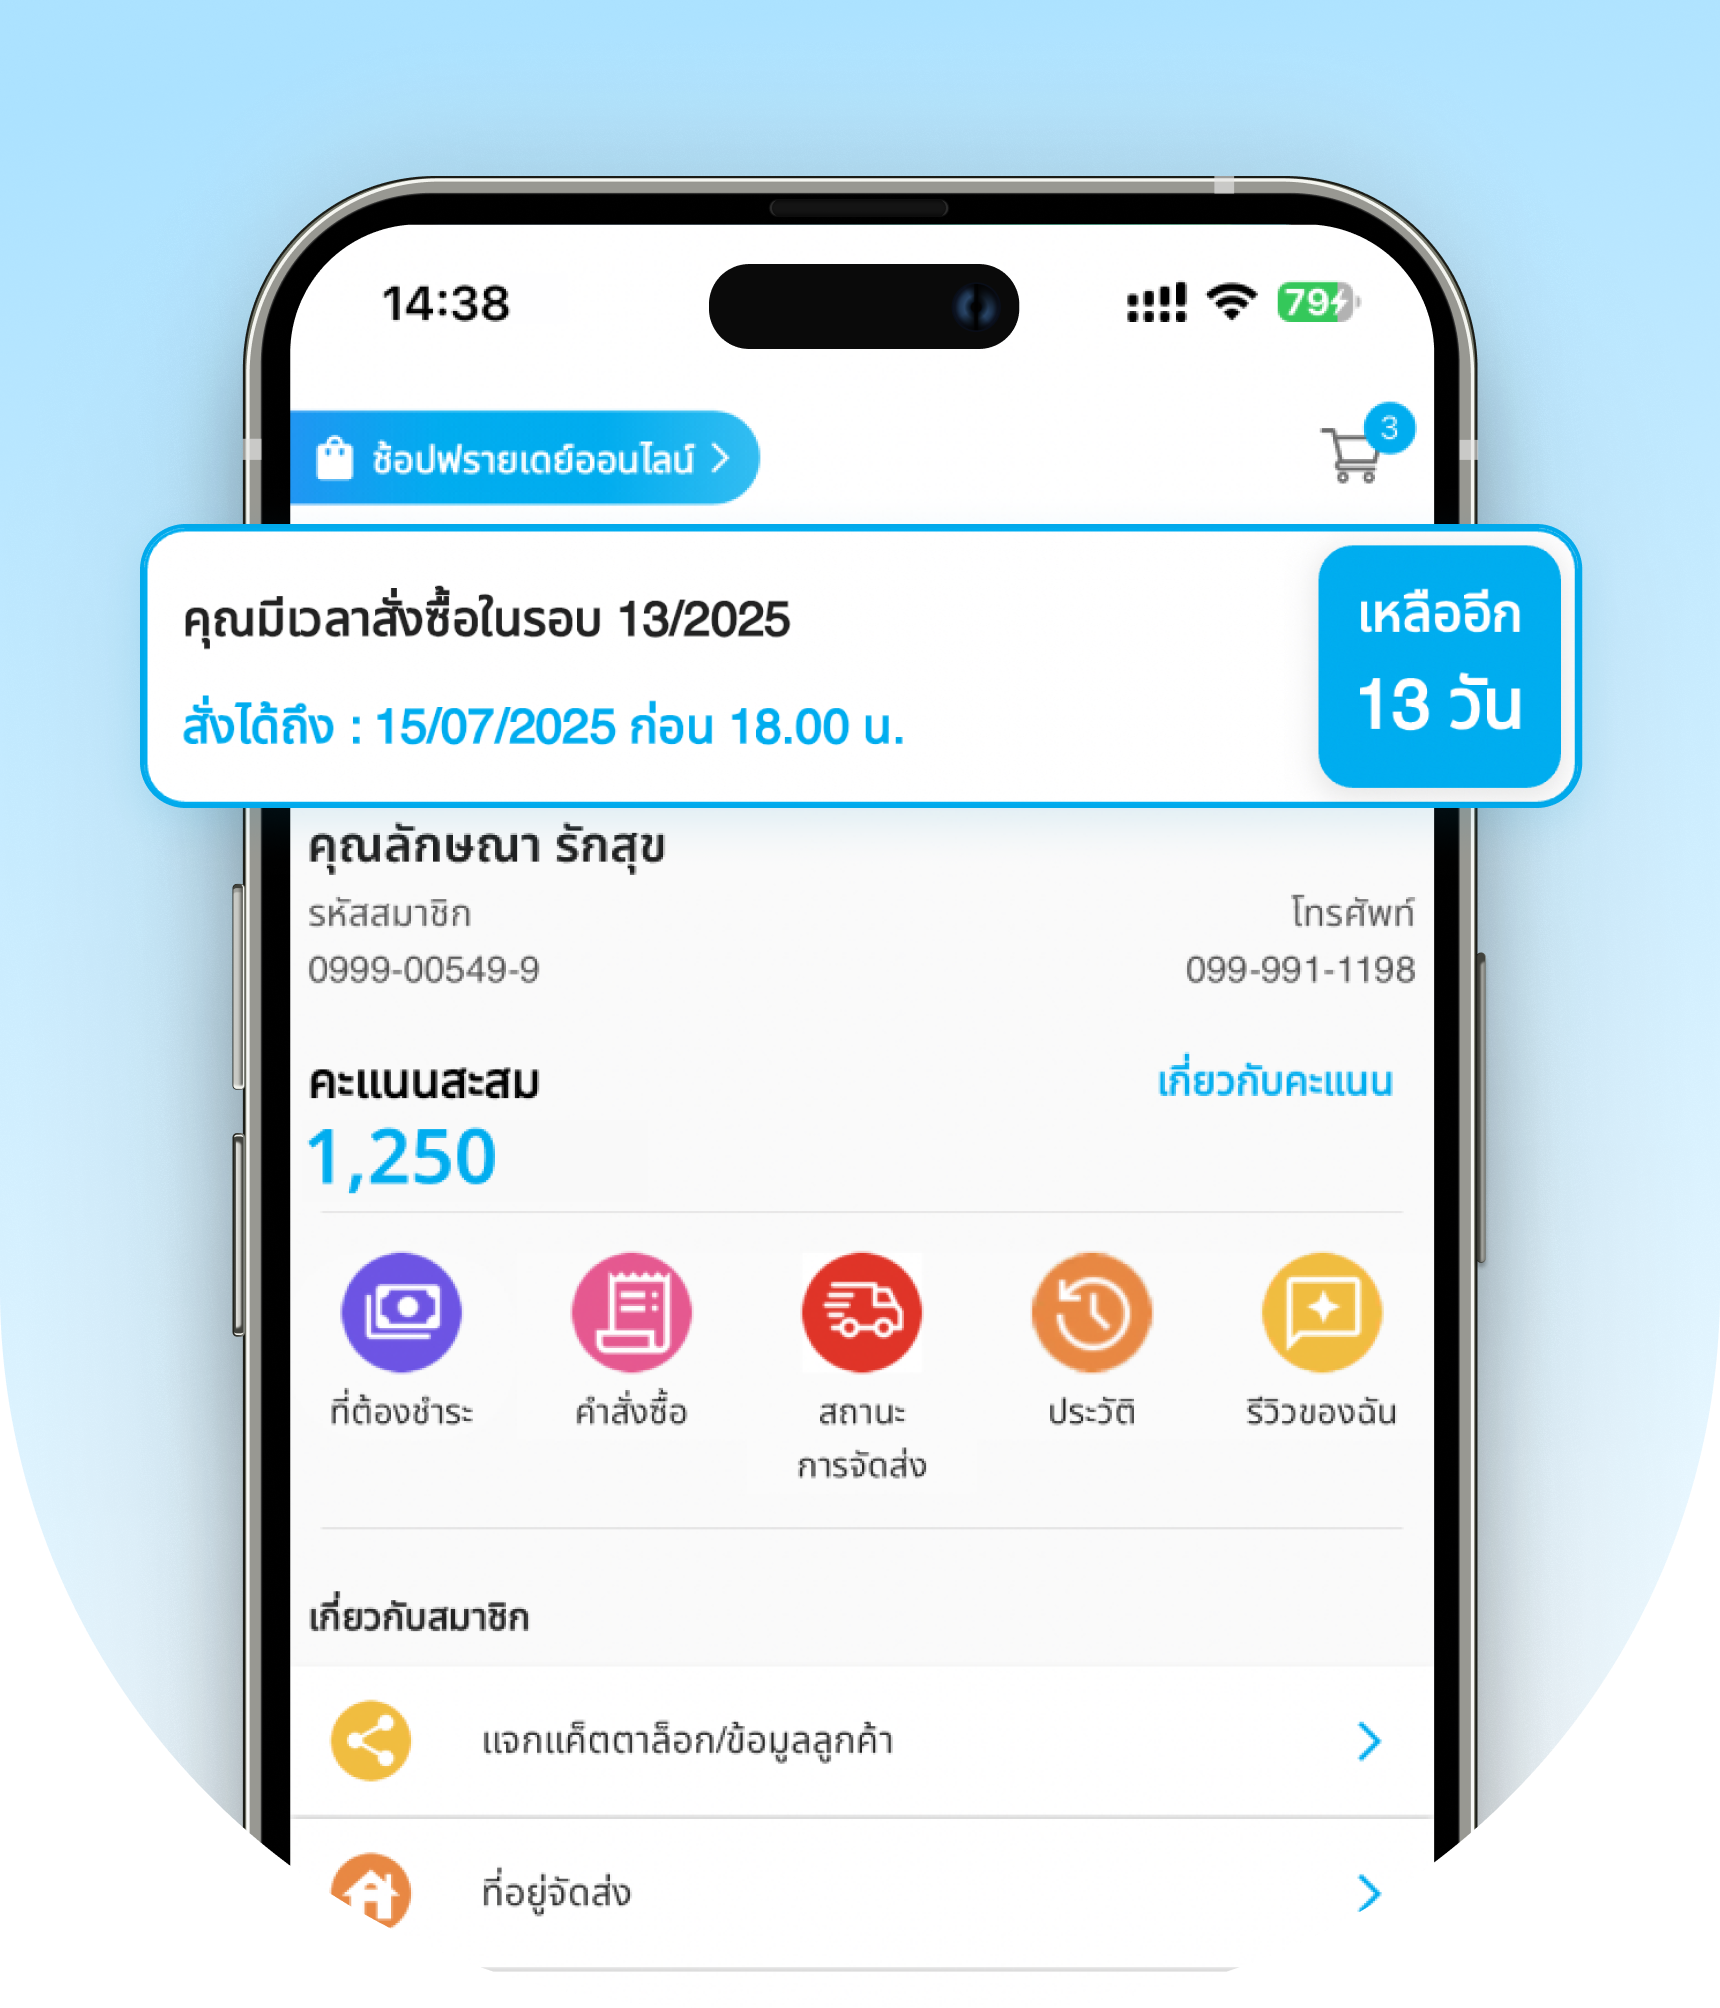 14:38
79
ช้อปฟรายเดย์ออนไลน์
3
คุณมีเวลาสั่งซื้อในรอบ 13/2025
สั่งได้ถึง : 15/07/2025 ก่อน 18.00 น.
เหลืออีก
13 วัน
คุณลักษณา รักสุข
รหัสสมาชิก
โทรศัพท์
0999-00549-9
099-991-1198
คะแนนสะสม
เกี่ยวกับคะแนน
1,250
ที่ต้องชำระ
คำสั่งซื้อ
สถานะ
การจัดส่ง
ประวัติ
รีวิวของฉัน
เกี่ยวกับสมาชิก
แจกแค็ตตาล็อก/ข้อมูลลูกค้า
ที่อยู่จัดส่ง